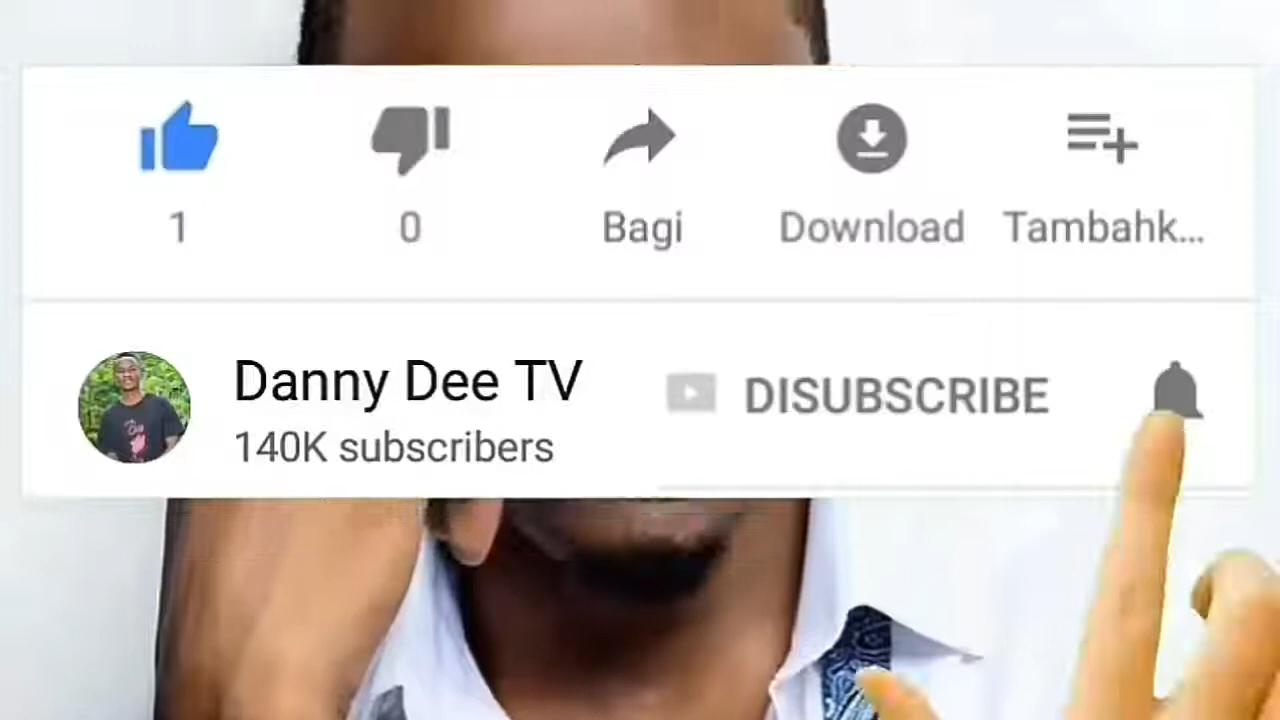 1
0
Bagi
Download
Tambahk...
Danny Dee TV
DISUBSCRIBE
140K subscribers